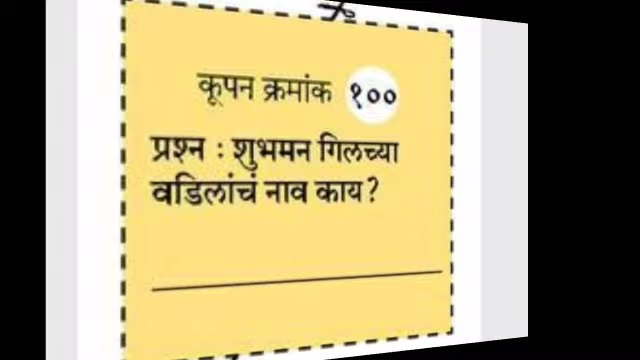 कूपन क्रमांक १००
प्रश्न : शुभमन गिलच्या
वडिलांचं नाव काय?